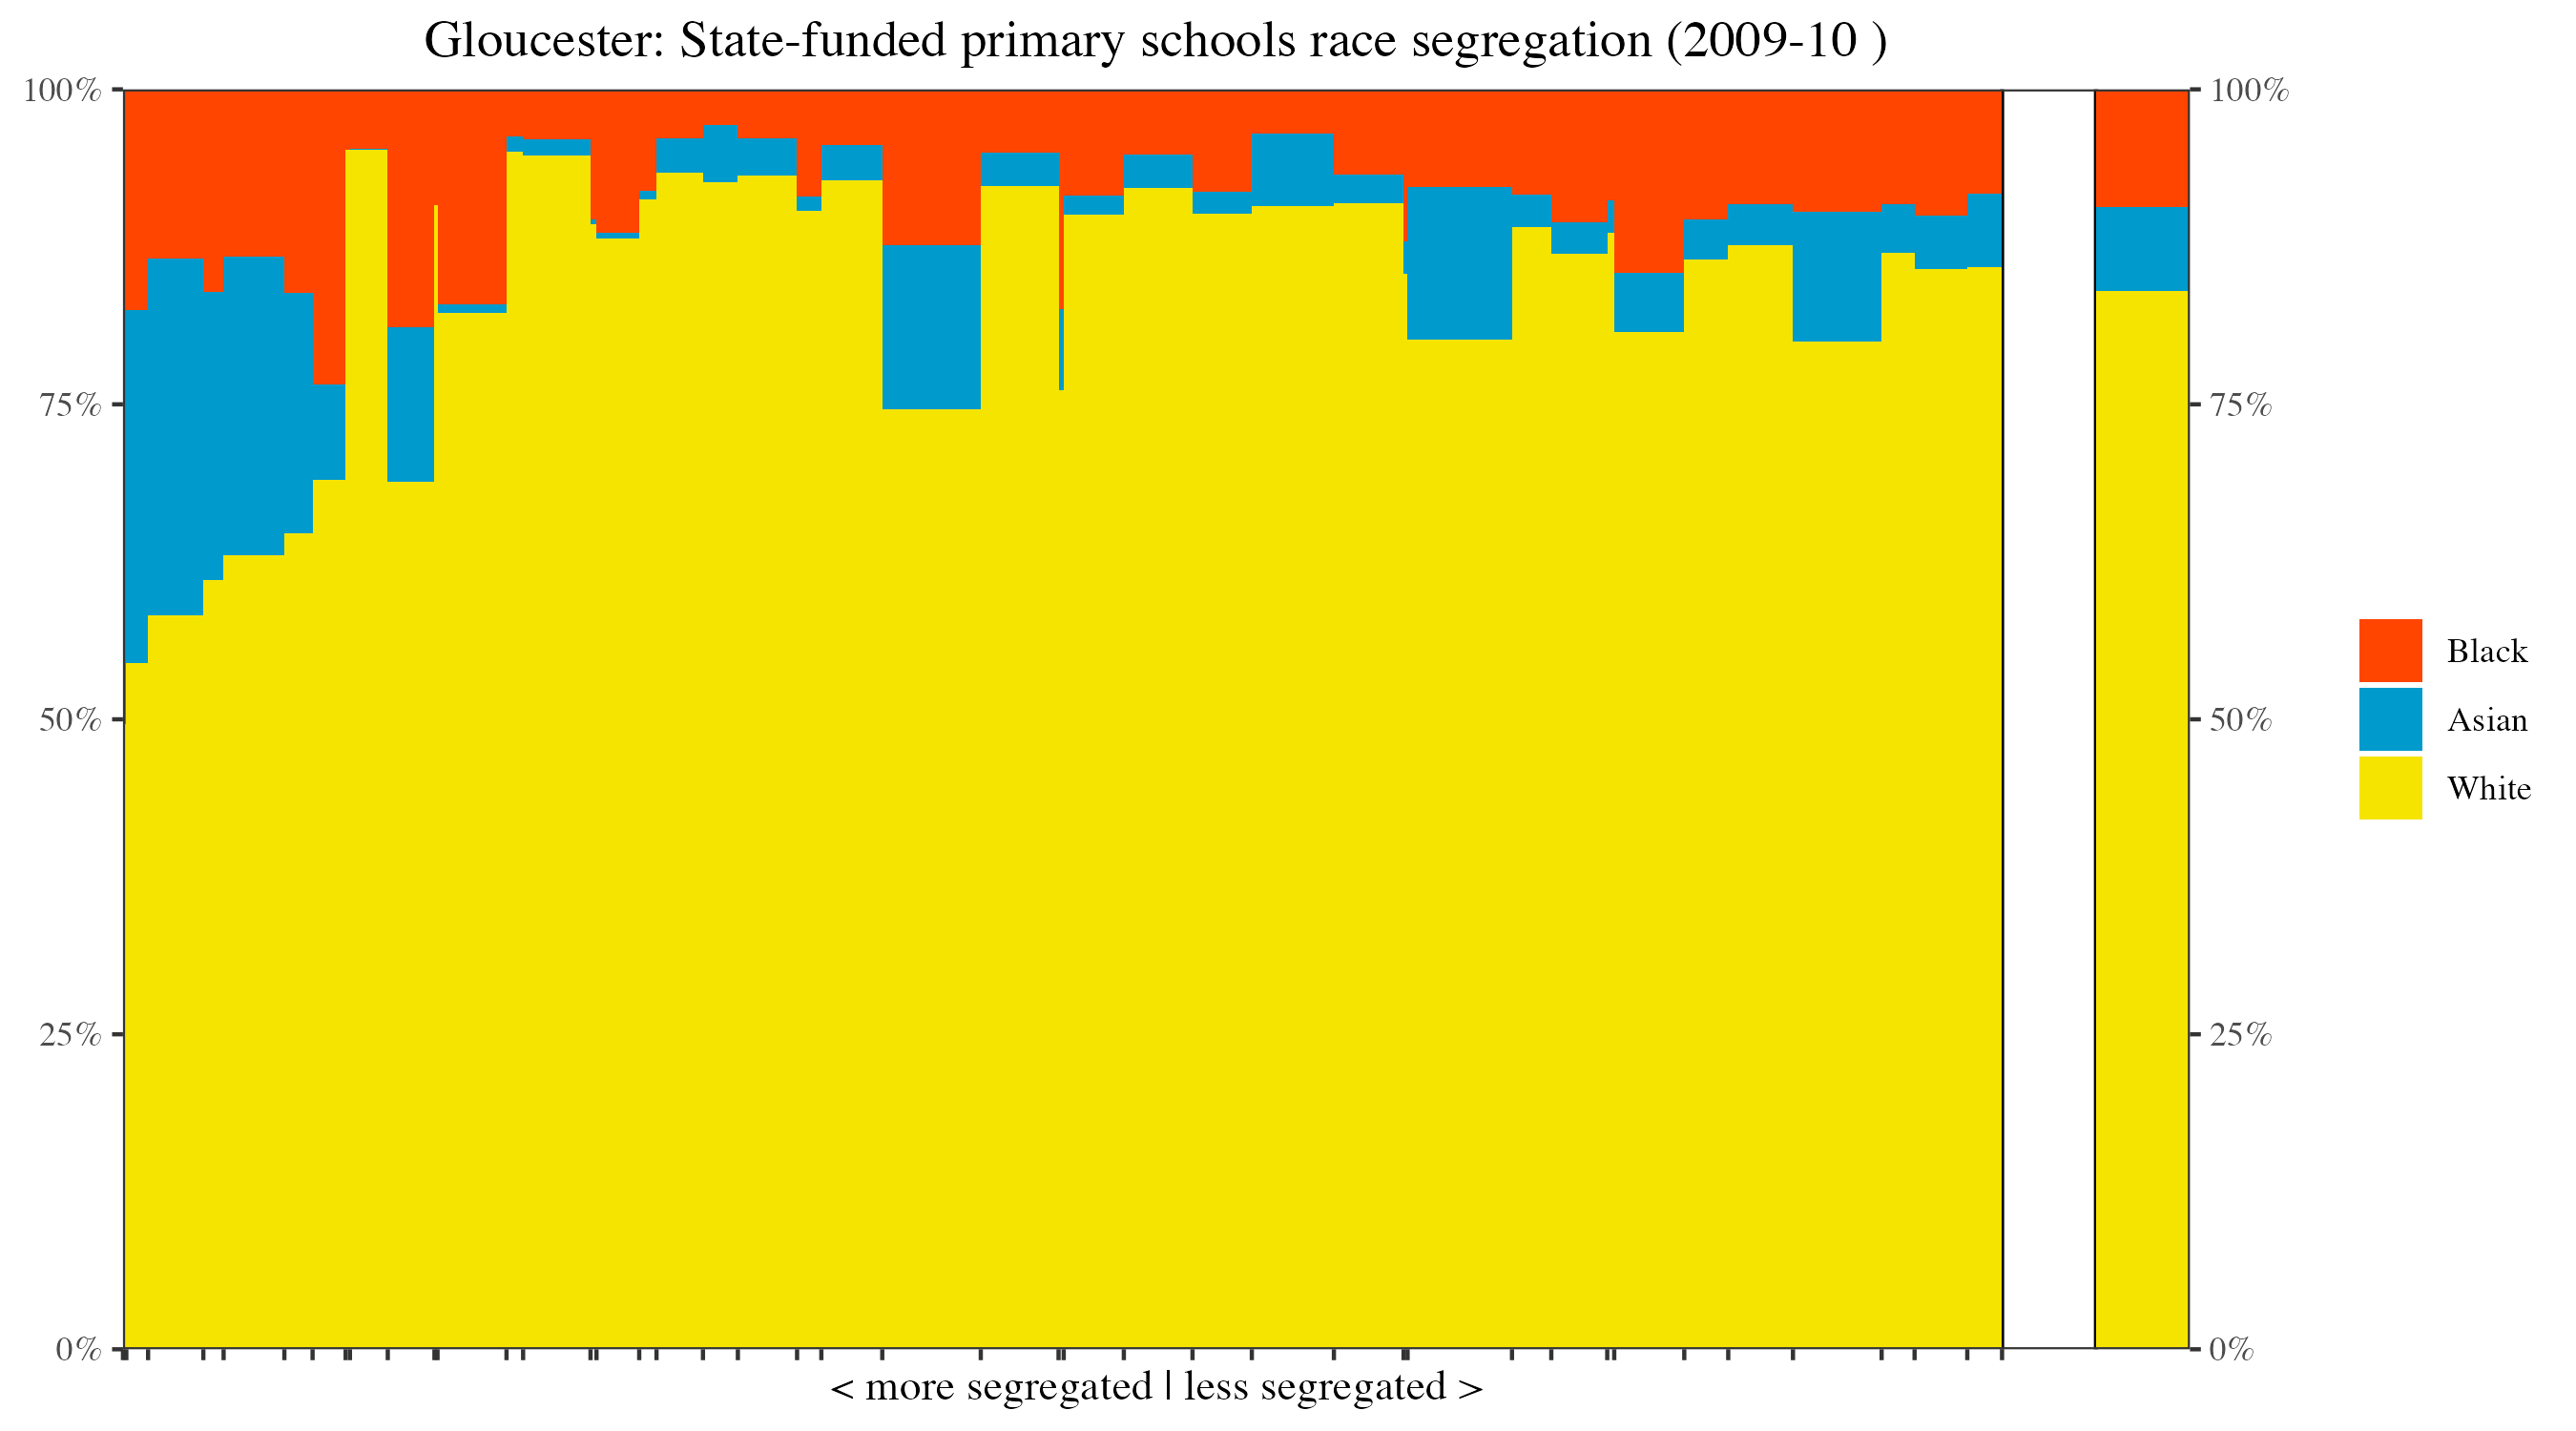 Gloucester: State-funded primary schools race segregation (2009-10 )
100%
75%
50%
25%
0%
100%
75%
50%
25%
0%
Black
Asian
White
< more segregated | less segregated >